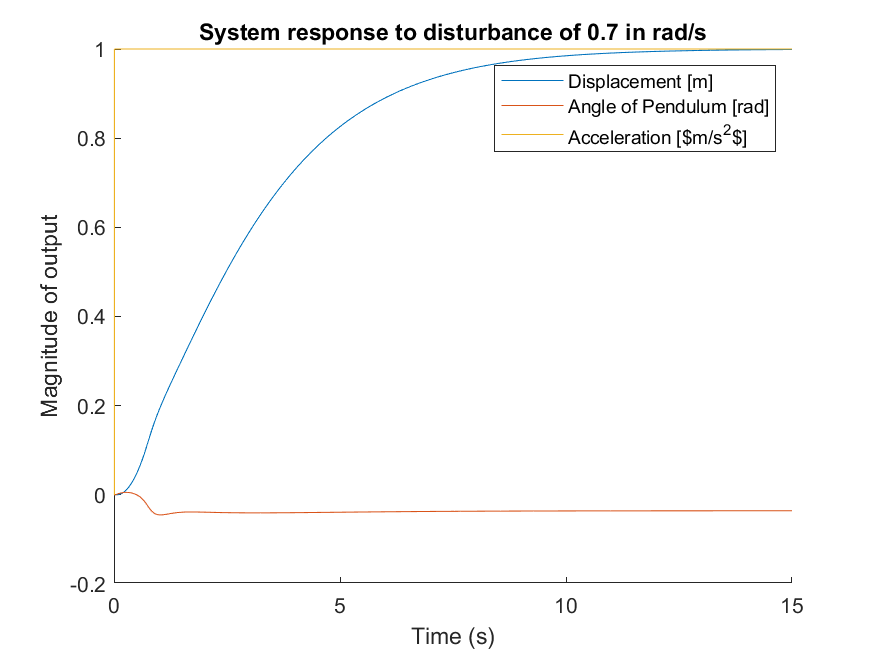 System response to disturbance of 0.7 in rad/s
1
0.8
0.6
0.4
0.2
0
-0.2
Magnitude of output
Displacement [m]
Angle of Pendulum [rad]
Acceleration [$m/s²$]
0 5 10 15
Time (s)